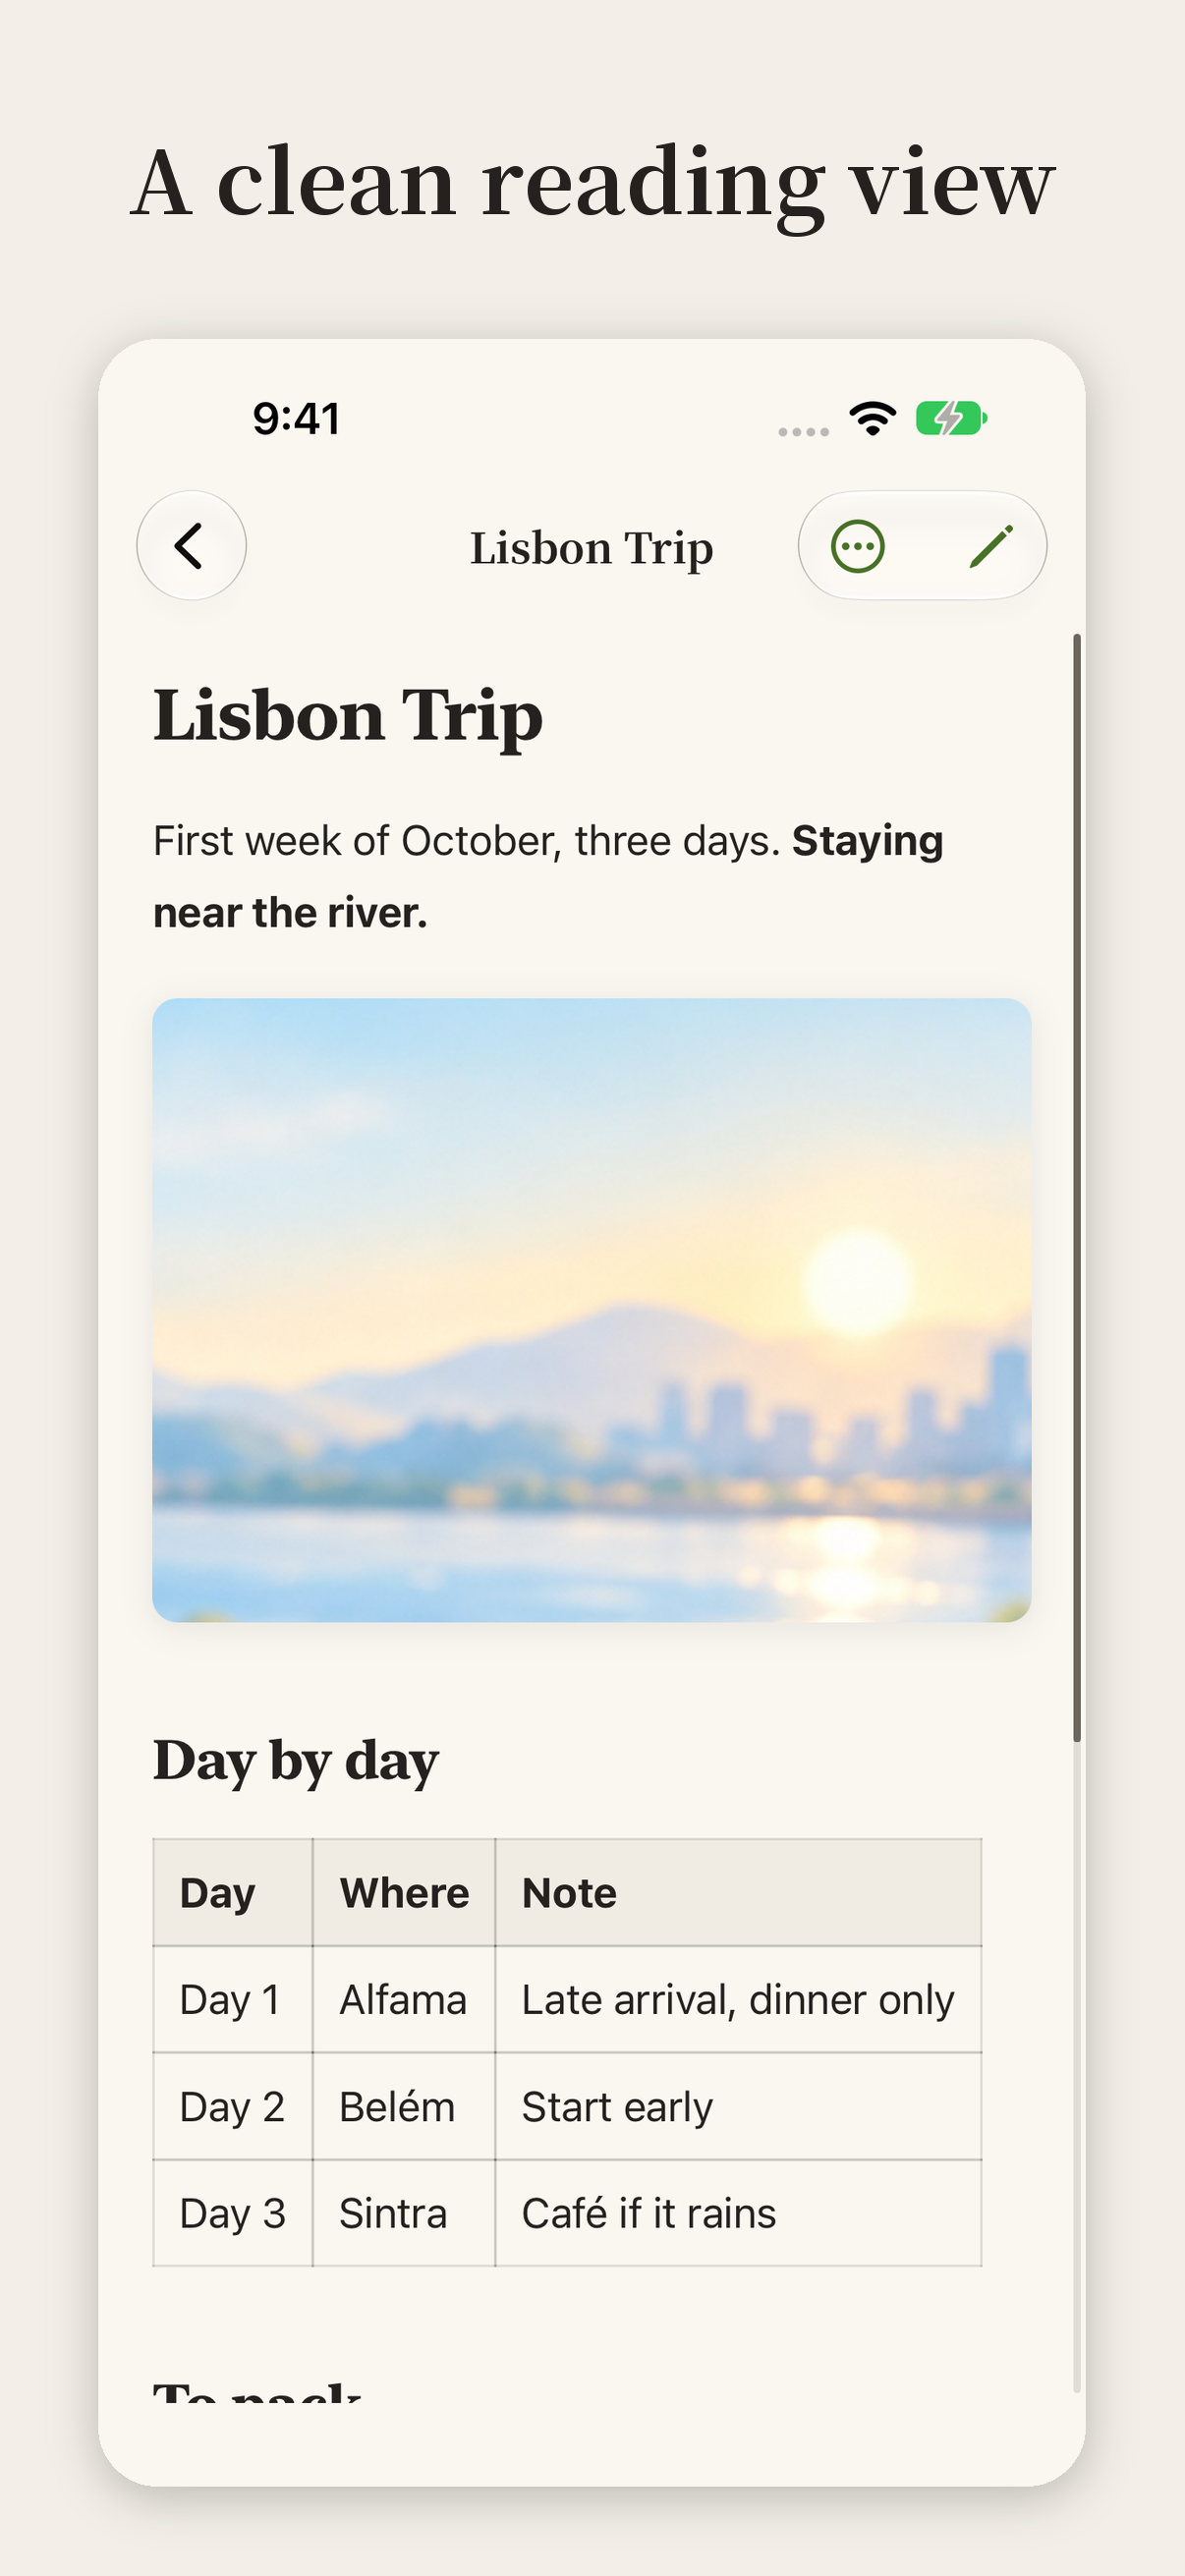 A clean reading view
9:41
Lisbon Trip
Lisbon Trip
First week of October, three days. Staying
near the river.
Day by day
Day Where Note
Day 1 Alfama Late arrival, dinner only
Day 2 Belém Start early
Day 3 Sintra Café if it rains
To pack